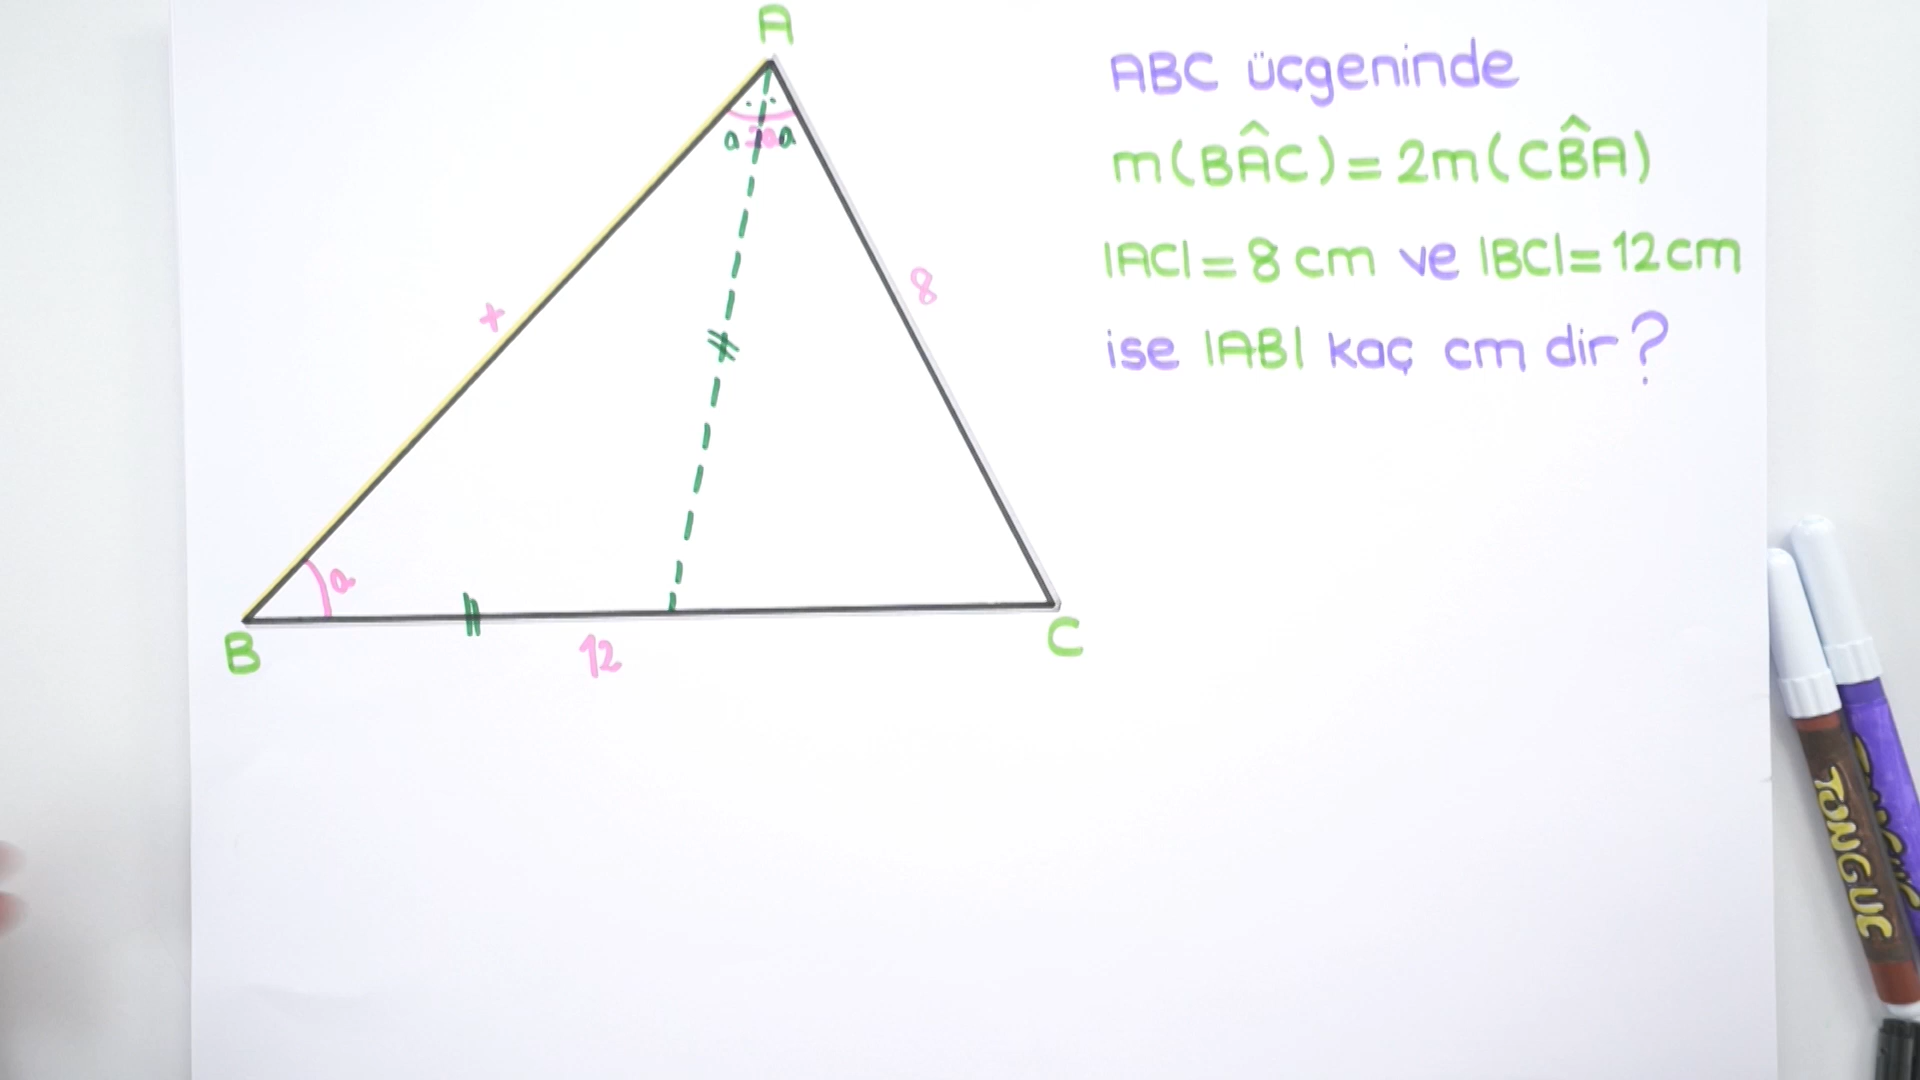 A
a 2a a
x
8
a
12
B
C
ABC üçgeninde
m(BÂC) = 2m(CB̂A)
|AC| = 8 cm ve |BC| = 12 cm
ise |AB| kaç cm dir?
TONGUÇ